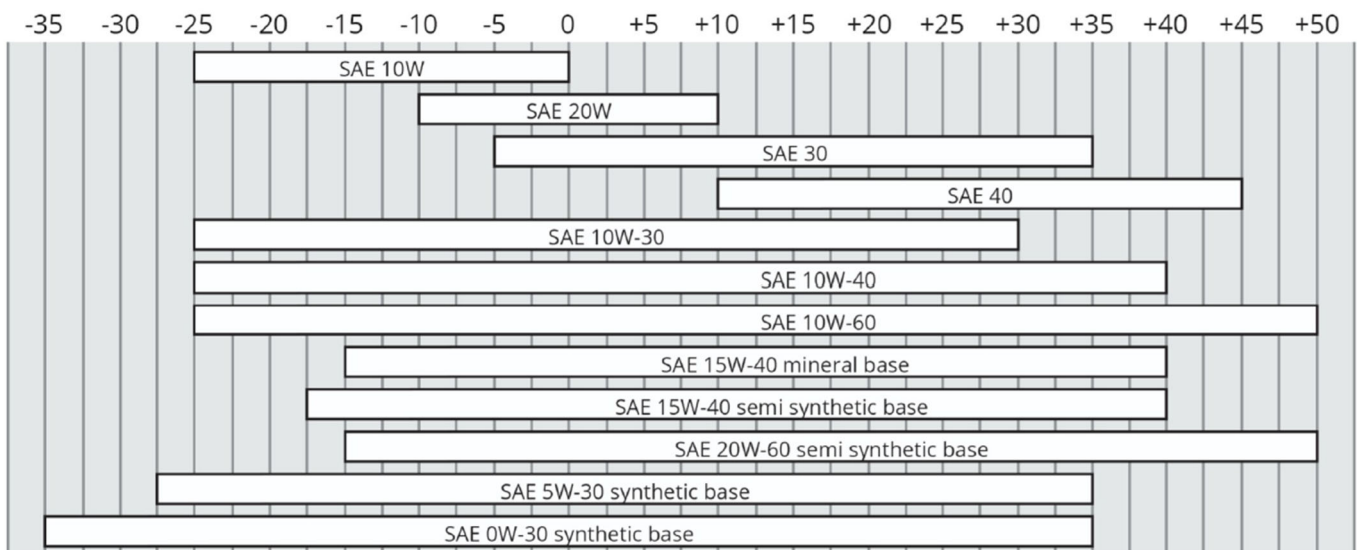 -35 -30 -25 -20 -15 -10 -5 0 +5 +10 +15 +20 +25 +30 +35 +40 +45 +50
SAE 10W
SAE 20W
SAE 30
SAE 40
SAE 10W-30
SAE 10W-40
SAE 10W-60
SAE 15W-40 mineral base
SAE 15W-40 semi synthetic base
SAE 20W-60 semi synthetic base
SAE 5W-30 synthetic base
SAE 0W-30 synthetic base